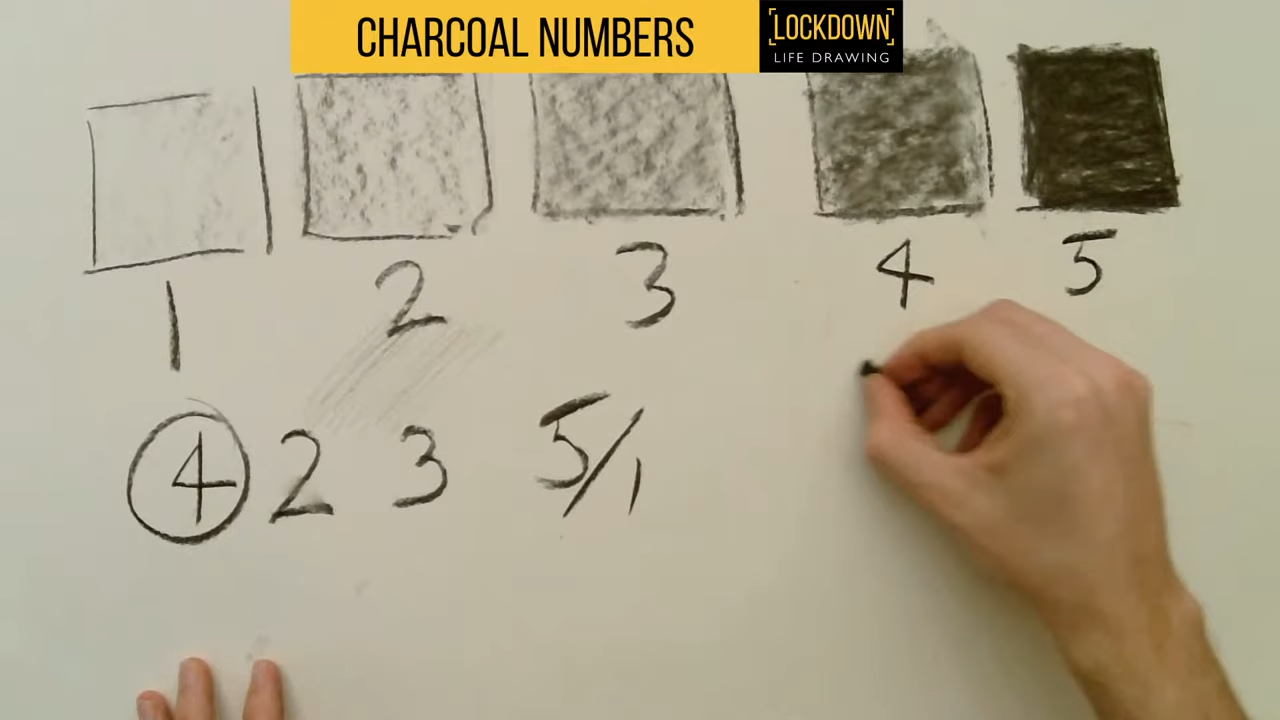 CHARCOAL NUMBERS
LOCKDOWN
LIFE DRAWING
1 2 3 4 5
4 2 3 5/1